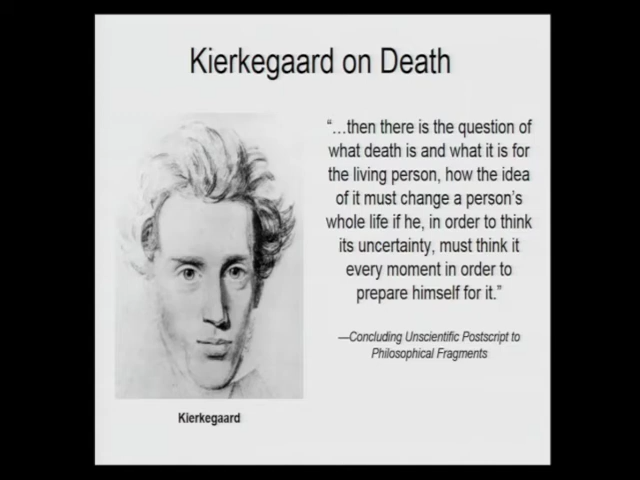 Kierkegaard on Death
“…then there is the question of
what death is and what it is for
the living person, how the idea
of it must change a person’s
whole life if he, in order to think
its uncertainty, must think it
every moment in order to
prepare himself for it.”
—Concluding Unscientific Postscript to
Philosophical Fragments
Kierkegaard